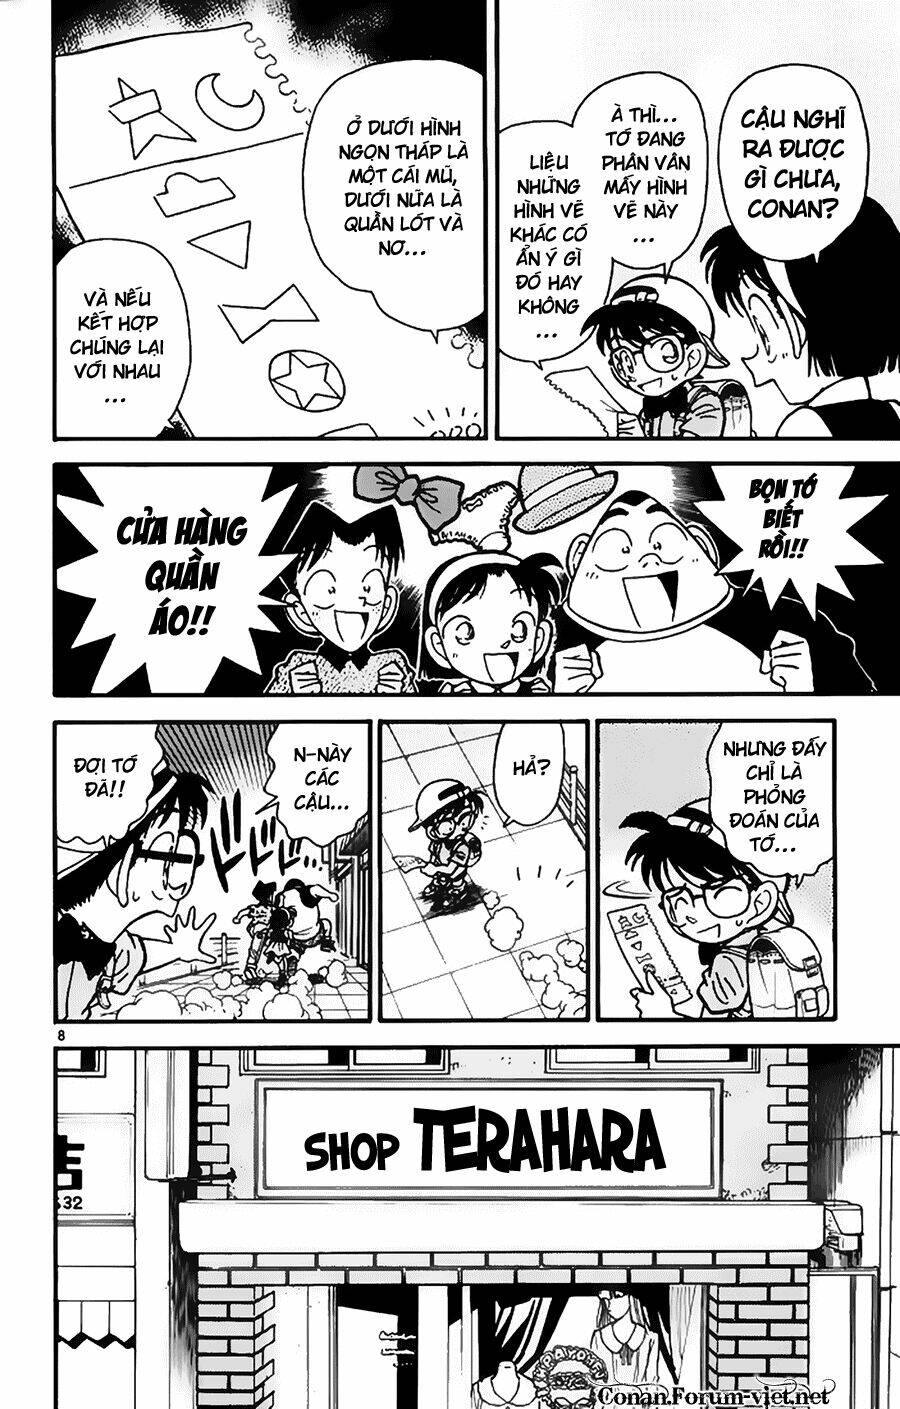 CẬU NGHĨ
RA ĐƯỢC
GÌ CHƯA,
CONAN?
À THÌ...
TỚ ĐANG
PHÂN VÂN
MẤY HÌNH
VẼ NÀY
...
LIỆU
NHỮNG
HÌNH VẼ
KHÁC CÓ
ẨN Ý GÌ
ĐÓ HAY
KHÔNG
...
Ở DƯỚI HÌNH
NGỌN THÁP LÀ
MỘT CÁI MŨ,
DƯỚI NỮA LÀ
QUẦN LÓT VÀ
NƠ...
VÀ NẾU
KẾT HỢP
CHÚNG LẠI
VỚI NHAU
...
BỌN TỚ
BIẾT
RỒI!!
CỬA HÀNG
QUẦN
ÁO!!
NHƯNG ĐẤY
CHỈ LÀ
PHỎNG
ĐOÁN CỦA
TỚ...
HẢ?
N-NÀY
CÁC
CẬU...
ĐỢI TỚ
ĐÃ!!
8
SHOP TERAHARA
店
32
Conan.Forum-viet.net